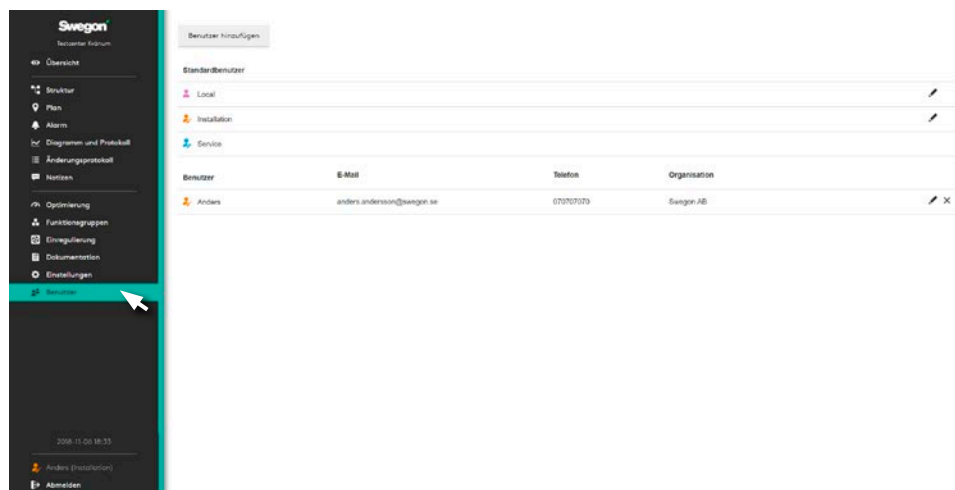 Swegon
Testcenter Kvänum
Übersicht
Struktur
Plan
Alarm
Diagramm und Protokoll
Änderungsprotokoll
Notizen
Optimierung
Funktionsgruppen
Einregulierung
Dokumentation
Einstellungen
Benutzer
2018-11-06 18:33
Anders (Installation)
Abmelden
Benutzer hinzufügen
Standardbenutzer
Local
Installation
Service
Benutzer E-Mail Telefon Organisation
Anders anders.andersson@swegon.se 070707070 Swegon AB